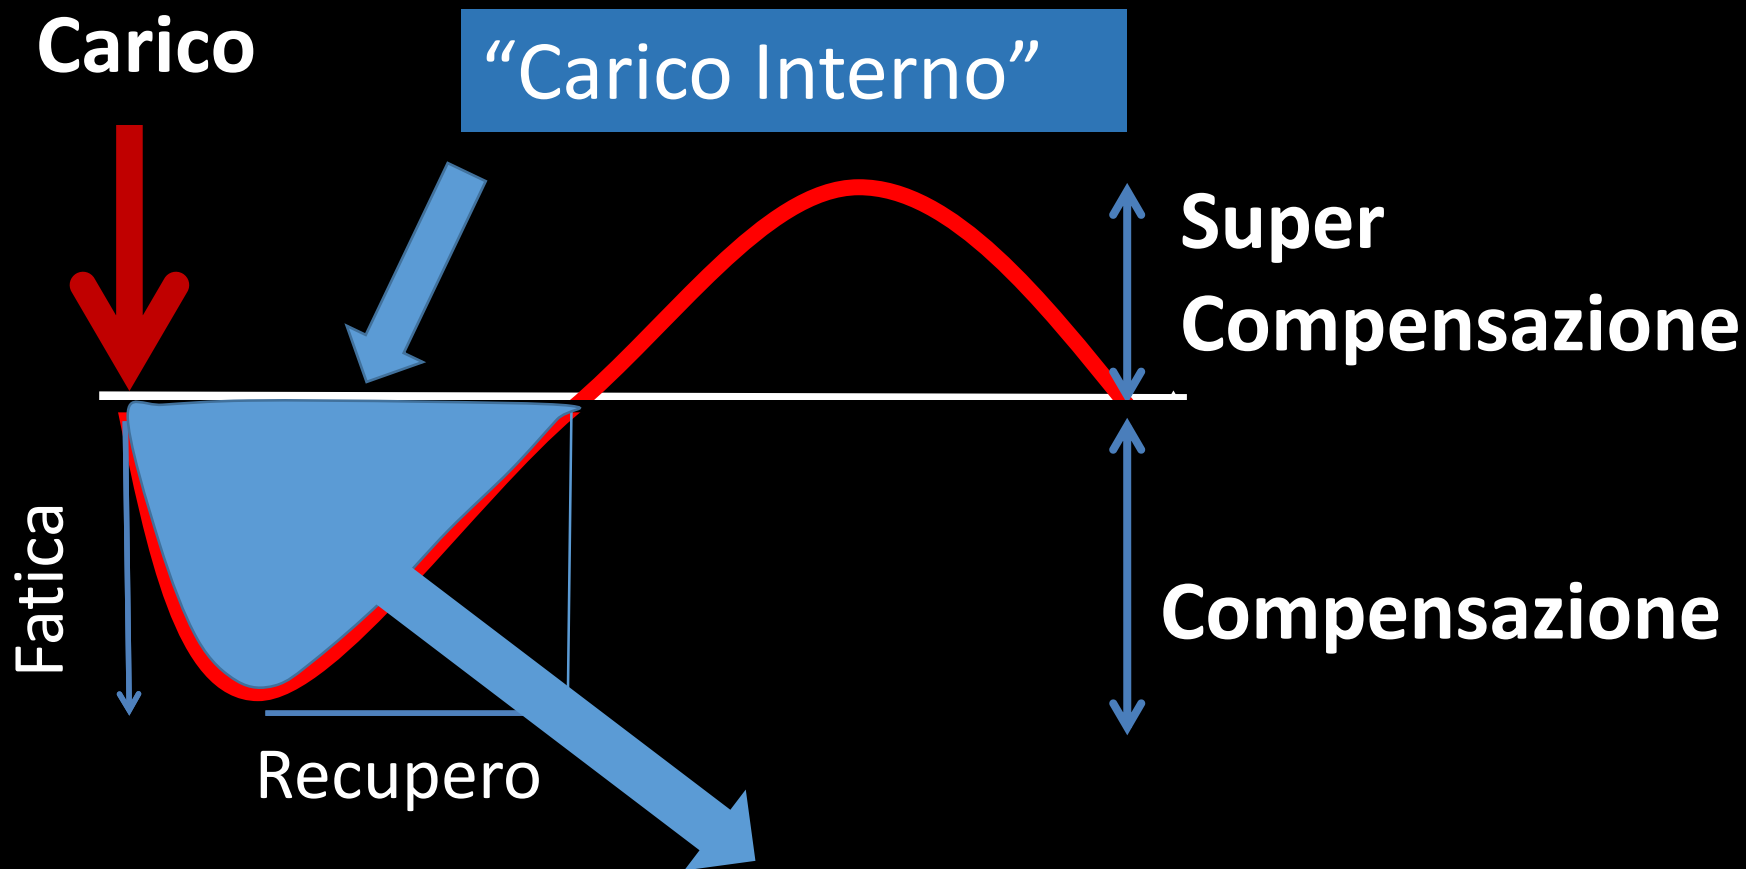 Carico
“Carico Interno”
Super
Compensazione
Fatica
Compensazione
Recupero